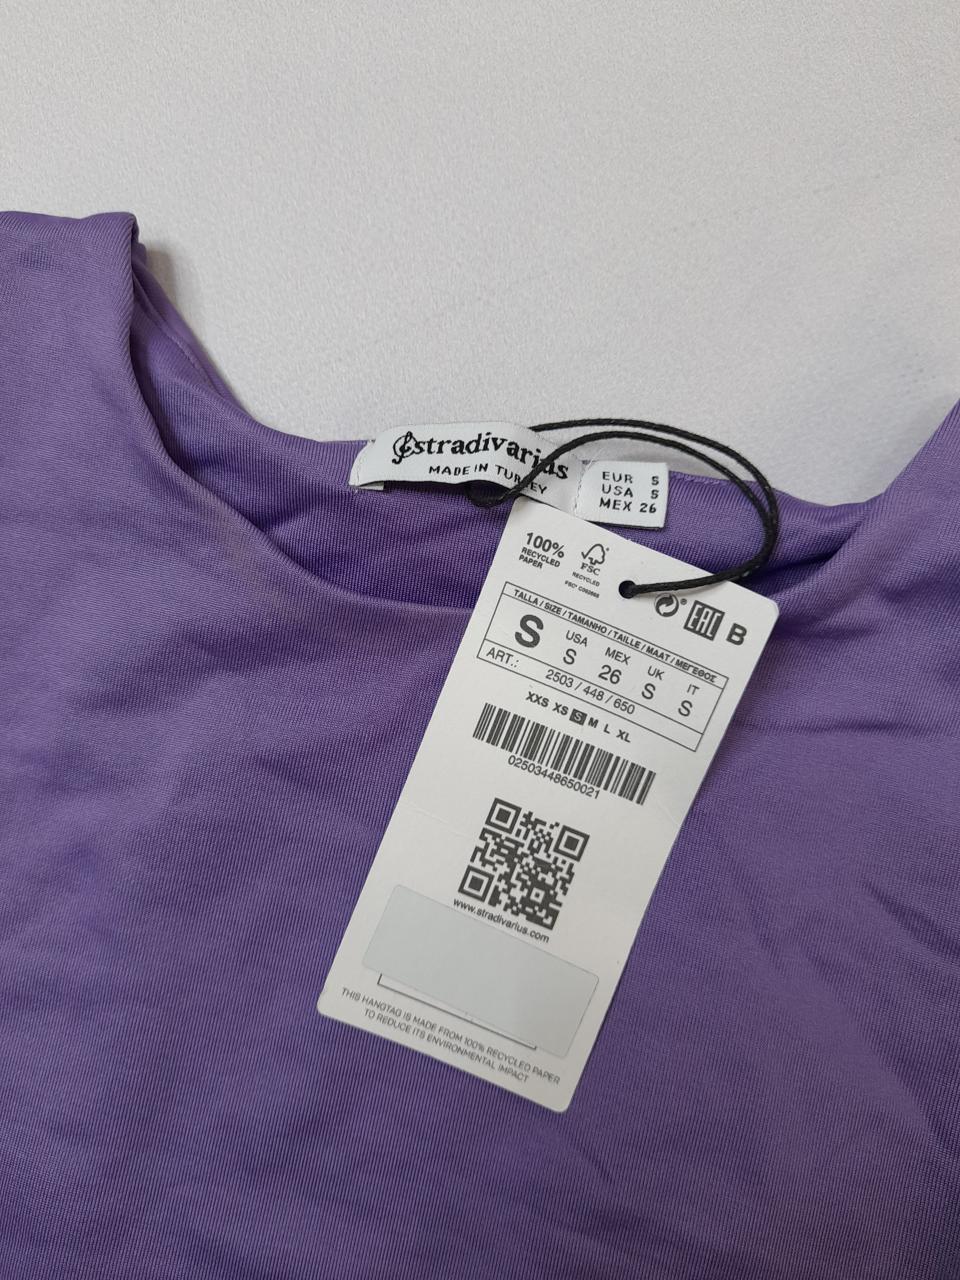 stradivarius
MADE IN TURKEY
EUR S
USA S
MEX 26
100%
RECYCLED
PAPER
FSC
RECYCLED
EAC B
TALLA / SIZE / TAMANHO / TAILLE / MAAT / ΜΕΓΕΘΟΣ
S
USA MEX UK IT
S 26 S S
ART.: 2503 / 448 / 650
XXS XS S M L XL
02503448650021
www.stradivarius.com
THIS HANGTAG IS MADE FROM 100% RECYCLED PAPER
TO REDUCE ITS ENVIRONMENTAL IMPACT